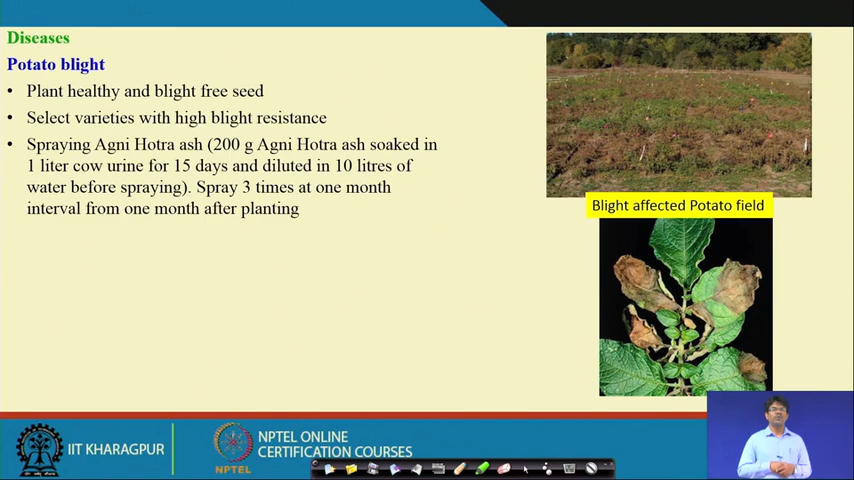 Diseases
Potato blight
• Plant healthy and blight free seed
• Select varieties with high blight resistance
• Spraying Agni Hotra ash (200 g Agni Hotra ash soaked in
1 liter cow urine for 15 days and diluted in 10 litres of
water before spraying). Spray 3 times at one month
interval from one month after planting
Blight affected Potato field
IIT KHARAGPUR
NPTEL
NPTEL ONLINE
CERTIFICATION COURSES